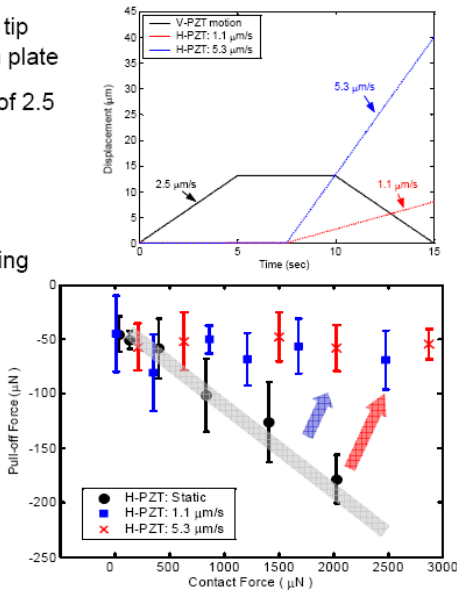 tip
plate
of 2.5
ing
V-PZT motion
H-PZT: 1.1 μm/s
H-PZT: 5.3 μm/s
Displacement (μm)
45
40
35
30
25
20
15
10
5
0
5.3 μm/s
2.5 μm/s
1.1 μm/s
0 5 10 15
Time (sec)
Pull-off Force (μN)
0
-50
-100
-150
-200
-250
H-PZT: Static
H-PZT: 1.1 μm/s
H-PZT: 5.3 μm/s
0 500 1000 1500 2000 2500 3000
Contact Force ( μN )